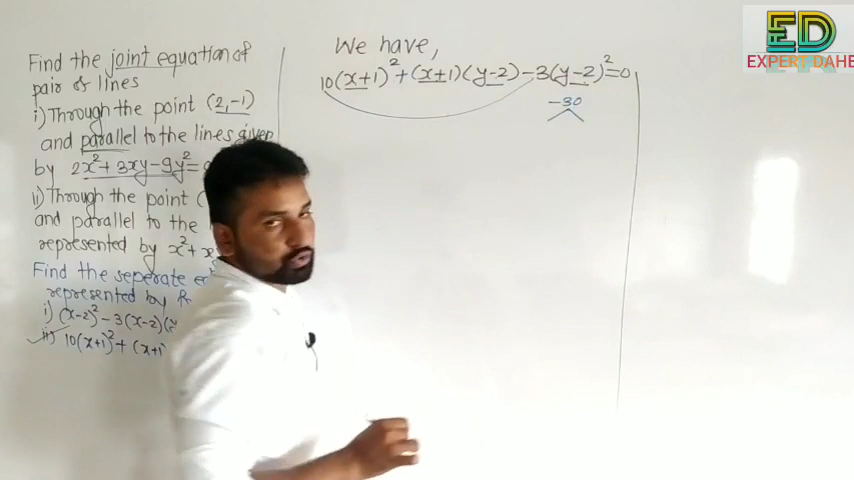 Find the joint equation of
pair of lines
i) Through the point (2,-1)
and parallel to the lines given
by 2x²+3xy-9y²=
ii) Through the point (
and parallel to the
represented by x²+
Find the seperate
represented by
i) (x-2)²-3(x-2)(
ii) 10(x+1)²+(x+1)
We have,
10(x+1)²+(x+1)(y-2)-3(y-2)²=0
-30
ED
EXPERT DAHE